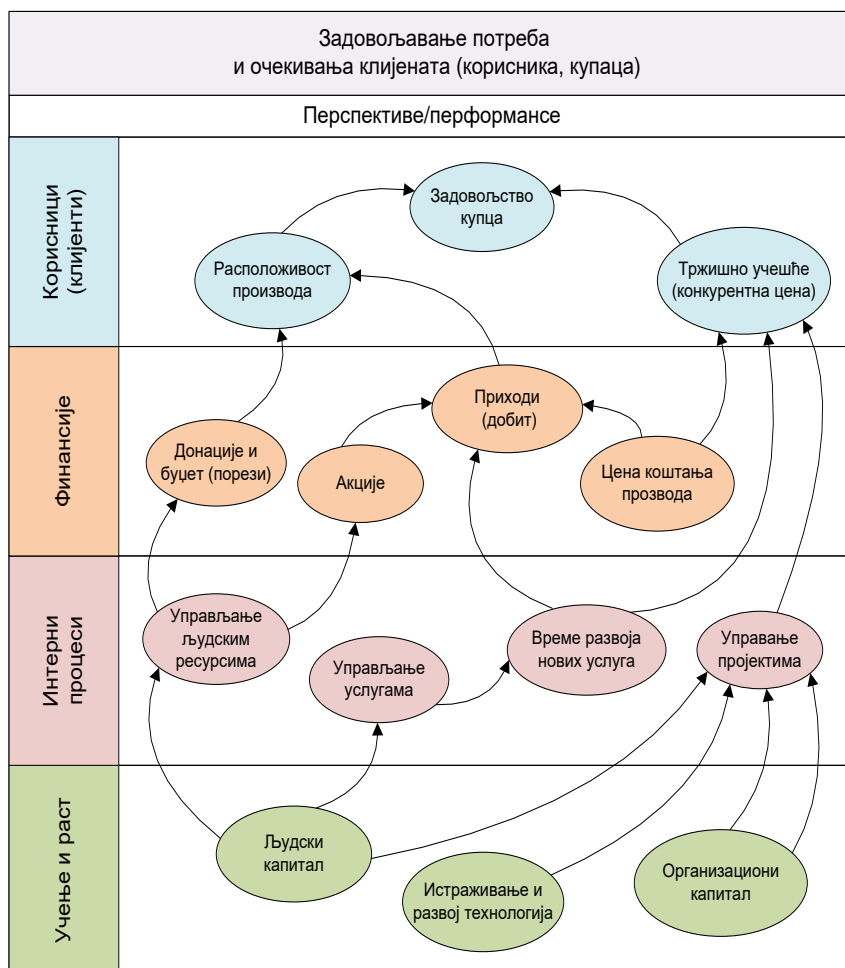 Задовољавање потреба
и очекивања клијената (корисника, купаца)
Перспективе/перформансе
Корисници
(клијенти)
Задовољство
купца
Расположивост
производа
Тржишно учешће
(конкурентна цена)
Финансије
Приходи
(добит)
Донације и
буџет (порези)
Акције
Цена коштања
прозвода
Интерни
процеси
Управљање
људским
ресурсима
Управљање
услугама
Време развоја
нових услуга
Управање
пројектима
Учење и раст
Људски
капитал
Истраживање и
развој технологија
Организациони
капитал